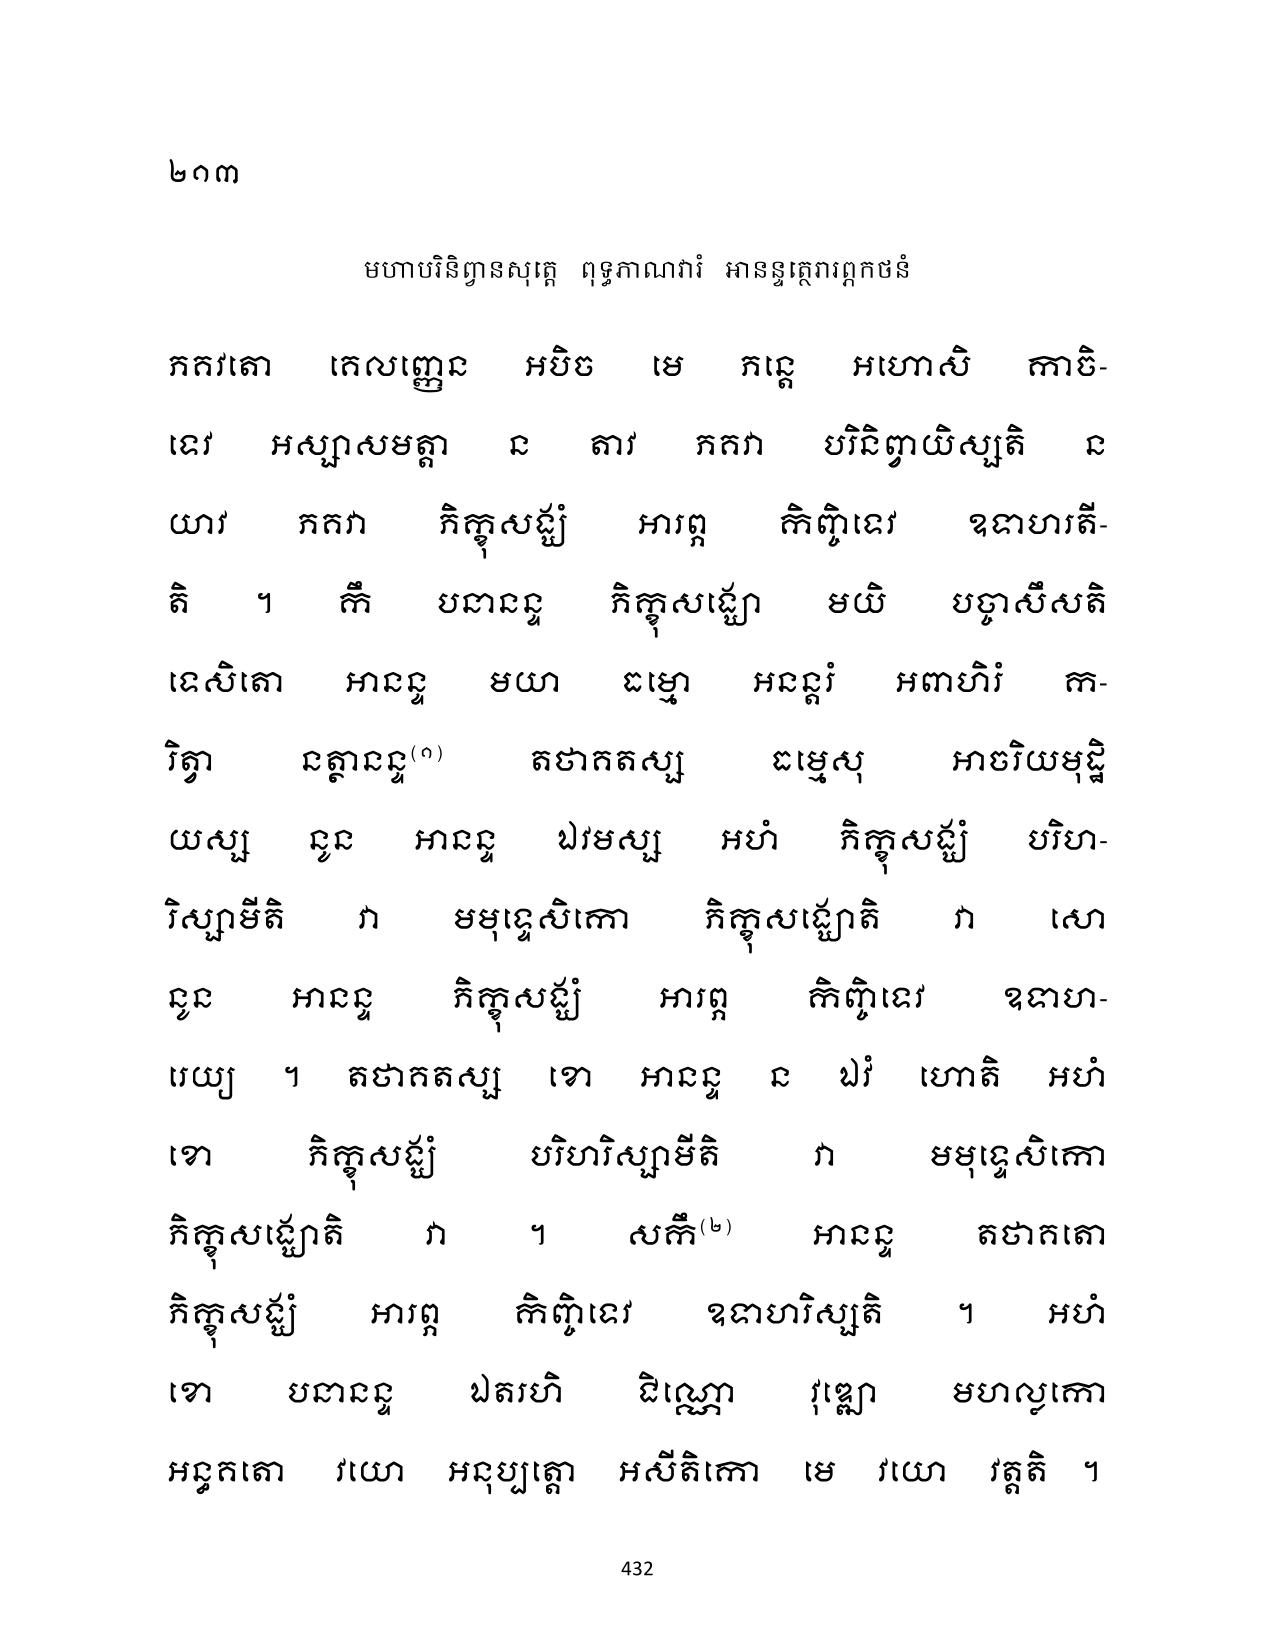 ២១៣
មហាបរិនិព្វានសុត្តេ ពុទ្ធភាណវារំ អានន្ទត្ថេរារព្ភកថនំ
ភគវតោ គេលញ្ញេន អបិច មេ ភន្តេ អហោសិ កាចិ-
ទេវ អស្សាសមត្តា ន តាវ ភគវា បរិនិព្វាយិស្សតិ ន
យាវ ភគវា ភិក្ខុសង្ឃំ អារព្ភ កិញ្ចិទេវ ឧទាហរតី-
តិ ។ កឹ បនានន្ទ ភិក្ខុសង្ឃោ មយិ បច្ចាសឹសតិ
ទេសិតោ អានន្ទ មយា ធម្មោ អនន្តរំ អពាហិរំ ក-
រិត្វា នត្ថានន្ទ(១) តថាគតស្ស ធម្មេសុ អាចរិយមុដ្ឋិ
យស្ស នូន អានន្ទ ឯវមស្ស អហំ ភិក្ខុសង្ឃំ បរិហ-
រិស្សាមីតិ វា មមុទ្ទេសិកោ ភិក្ខុសង្ឃោតិ វា សោ
នូន អានន្ទ ភិក្ខុសង្ឃំ អារព្ភ កិញ្ចិទេវ ឧទាហ-
រេយ្យ ។ តថាគតស្ស ខោ អានន្ទ ន ឯវំ ហោតិ អហំ
ខោ ភិក្ខុសង្ឃំ បរិហរិស្សាមីតិ វា មមុទ្ទេសិកោ
ភិក្ខុសង្ឃោតិ វា ។ សកឹ(២) អានន្ទ តថាគតោ
ភិក្ខុសង្ឃំ អារព្ភ កិញ្ចិទេវ ឧទាហរិស្សតិ ។ អហំ
ខោ បនានន្ទ ឯតរហិ ជិណ្ណោ វុឌ្ឍោ មហល្លកោ
អន្ធគតោ វយោ អនុប្បត្តោ អសីតិកោ មេ វយោ វត្តតិ ។
432